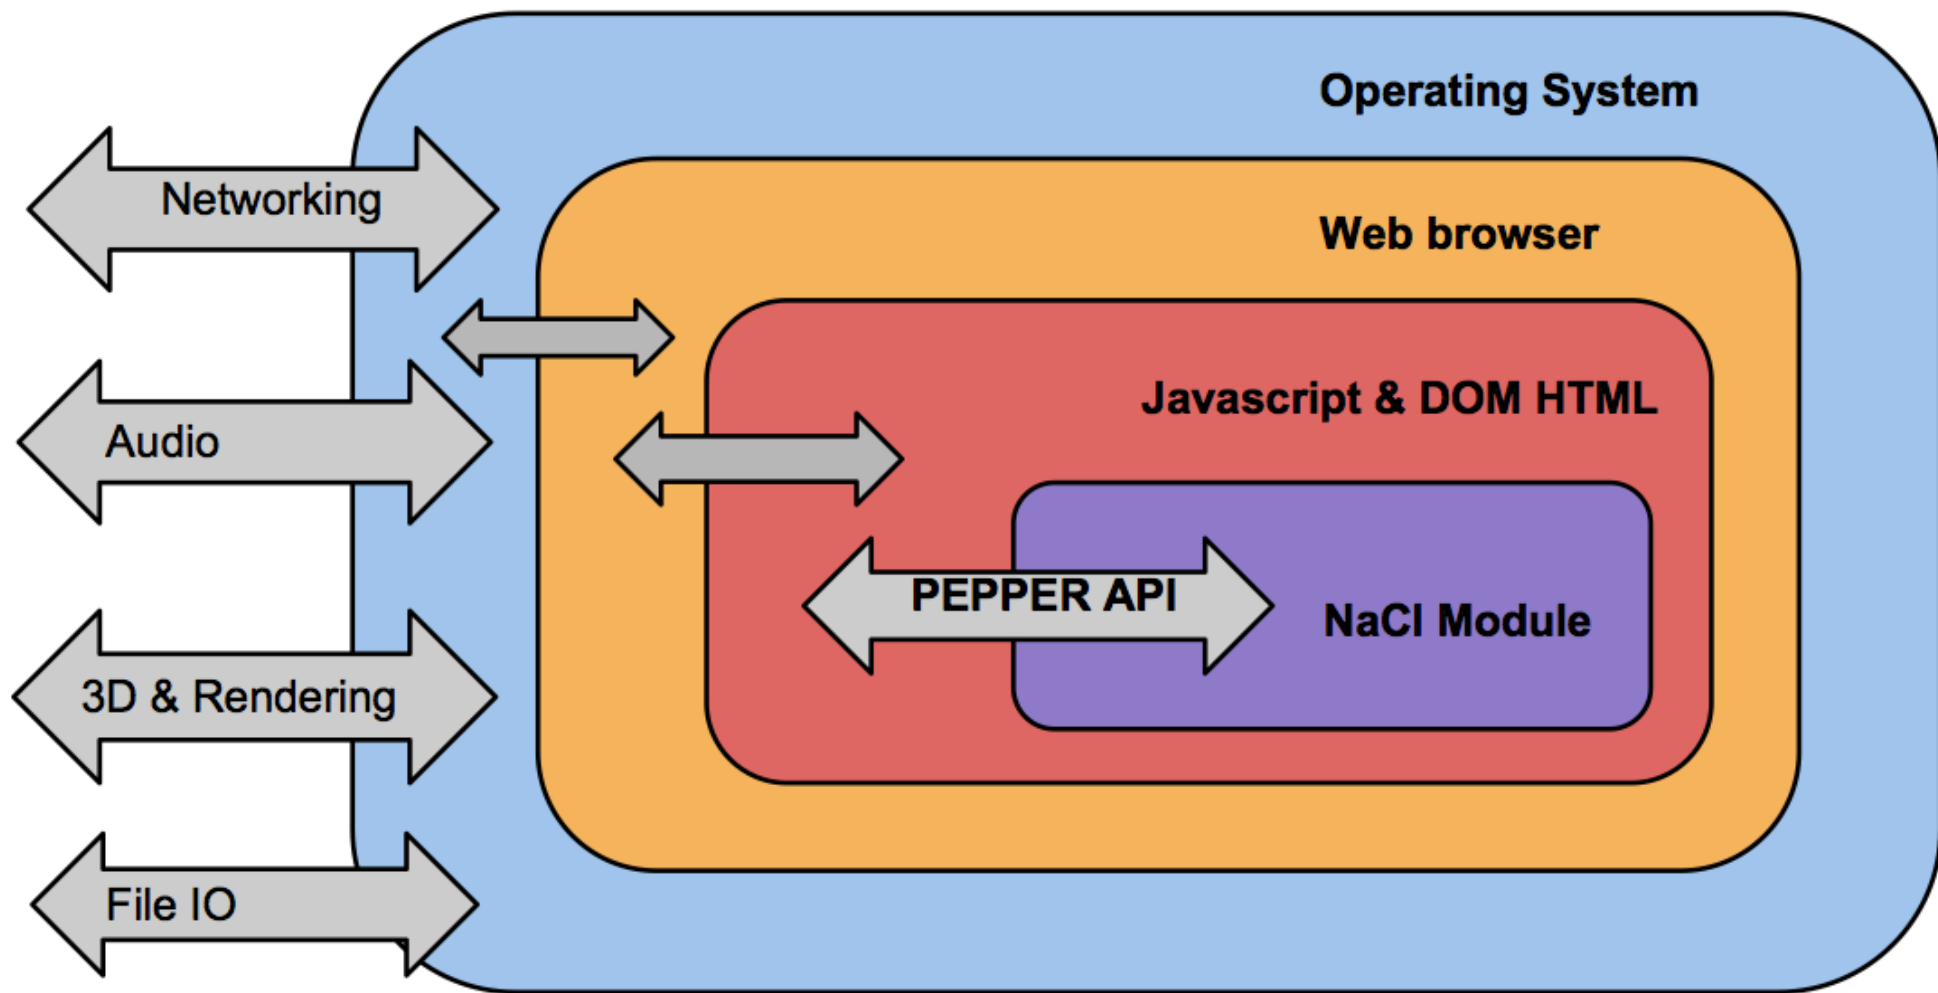 Operating System
Networking
Web browser
Javascript & DOM HTML
Audio
PEPPER API
NaCl Module
3D & Rendering
File IO